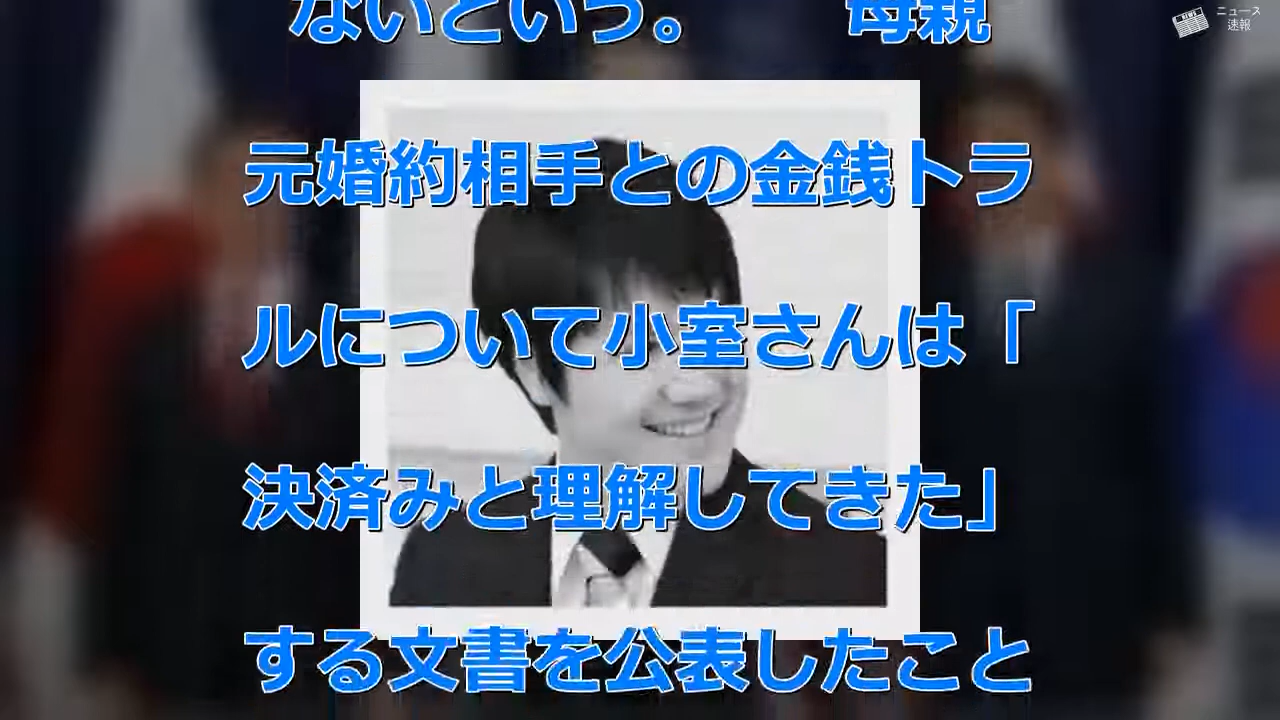 ないという。　　母親
元婚約相手との金銭トラ
ルについて小室さんは「
決済みと理解してきた」
する文書を公表したこと
NEWS
ニュース
速報